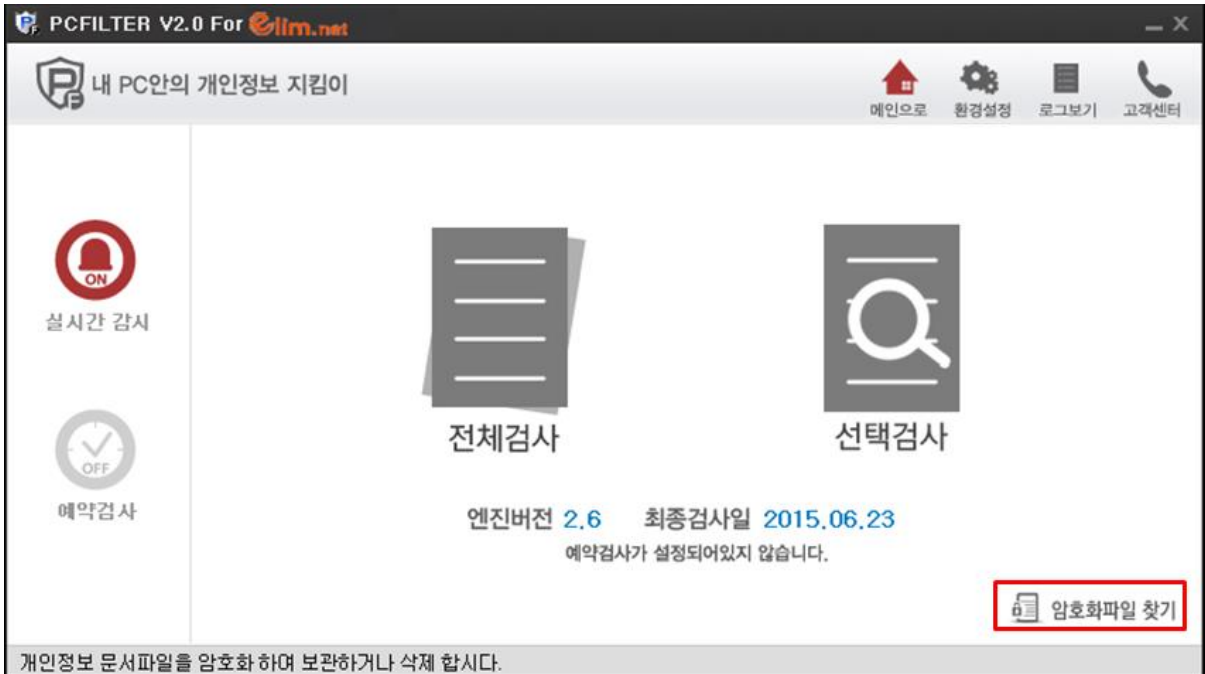 PCFILTER V2.0 For elim.net
내 PC안의 개인정보 지킴이
메인으로 환경설정 로그보기 고객센터
ON
실시간 감시
OFF
예약검사
전체검사 선택검사
엔진버전 2.6 최종검사일 2015.06.23
예약검사가 설정되어있지 않습니다.
암호화파일 찾기
개인정보 문서파일을 암호화 하여 보관하거나 삭제 합시다.